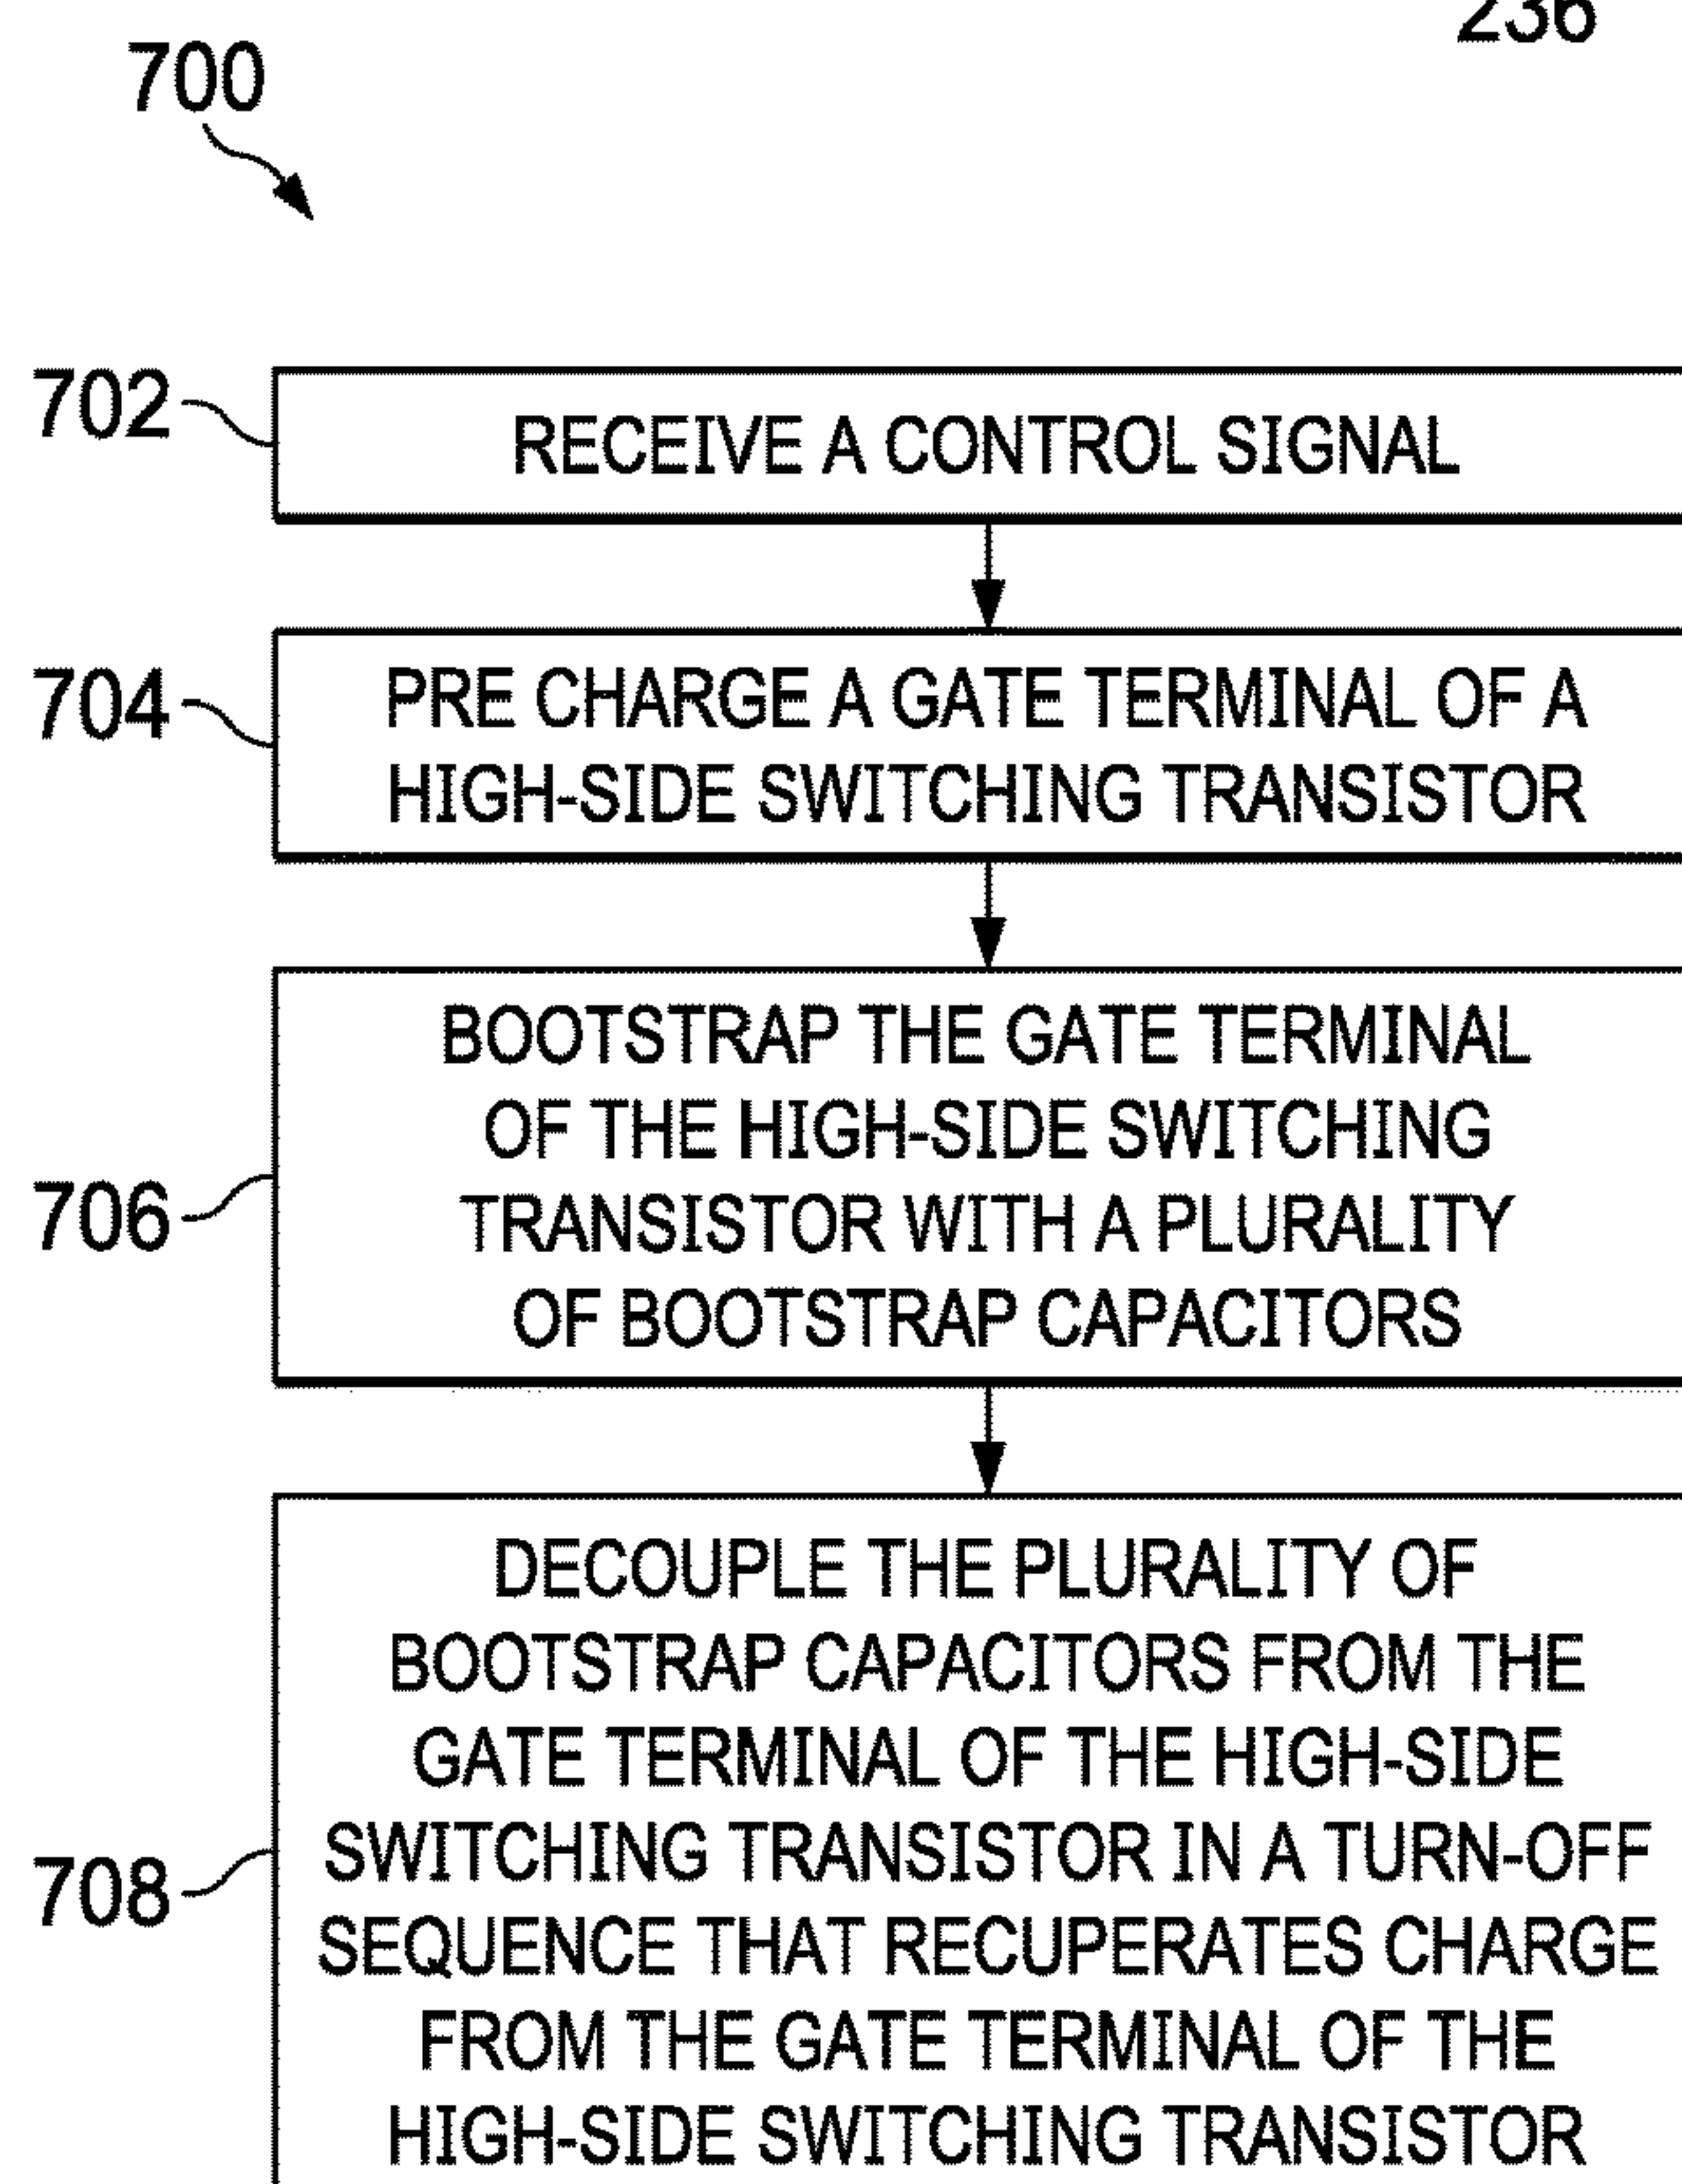 236
700
702
RECEIVE A CONTROL SIGNAL
704
PRE CHARGE A GATE TERMINAL OF A
HIGH-SIDE SWITCHING TRANSISTOR
706
BOOTSTRAP THE GATE TERMINAL
OF THE HIGH-SIDE SWITCHING
TRANSISTOR WITH A PLURALITY
OF BOOTSTRAP CAPACITORS
708
DECOUPLE THE PLURALITY OF
BOOTSTRAP CAPACITORS FROM THE
GATE TERMINAL OF THE HIGH-SIDE
SWITCHING TRANSISTOR IN A TURN-OFF
SEQUENCE THAT RECUPERATES CHARGE
FROM THE GATE TERMINAL OF THE
HIGH-SIDE SWITCHING TRANSISTOR